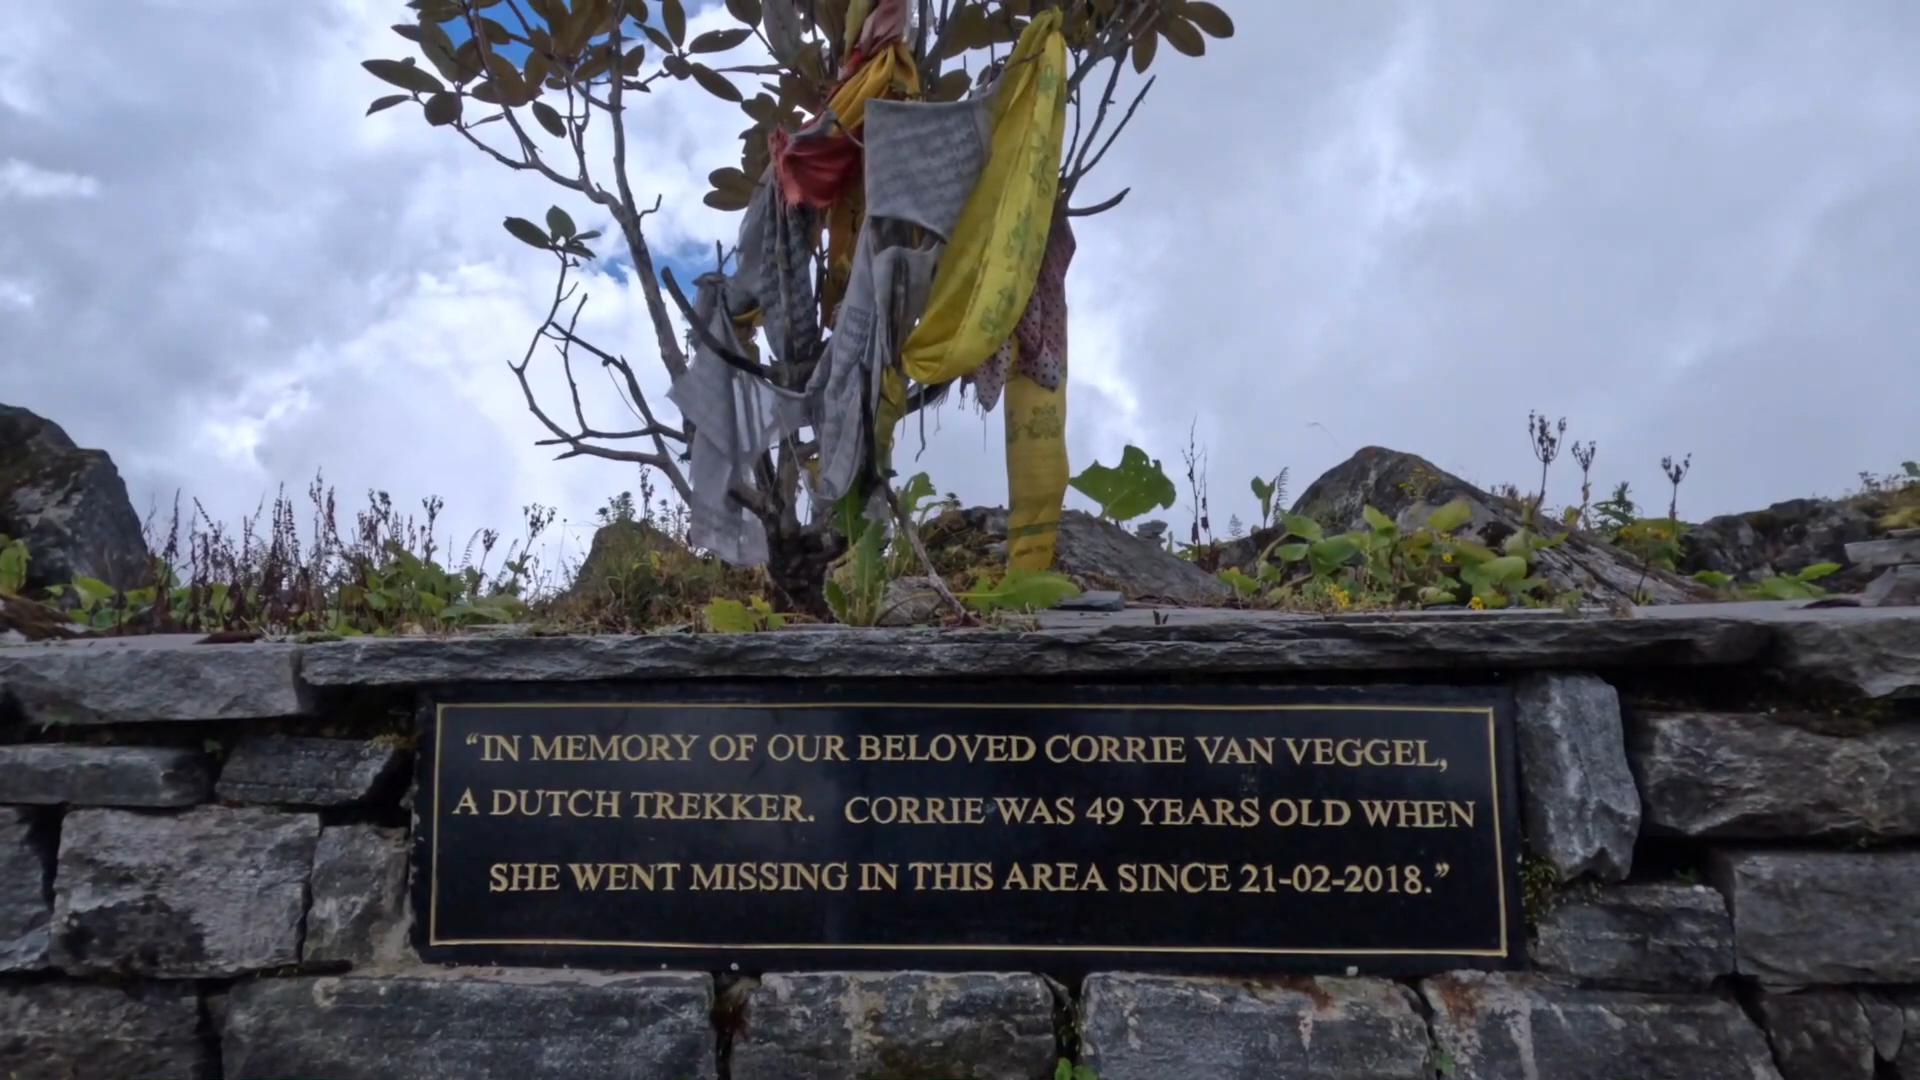 “IN MEMORY OF OUR BELOVED CORRIE VAN VEGGEL,
A DUTCH TREKKER. CORRIE WAS 49 YEARS OLD WHEN
SHE WENT MISSING IN THIS AREA SINCE 21-02-2018.”